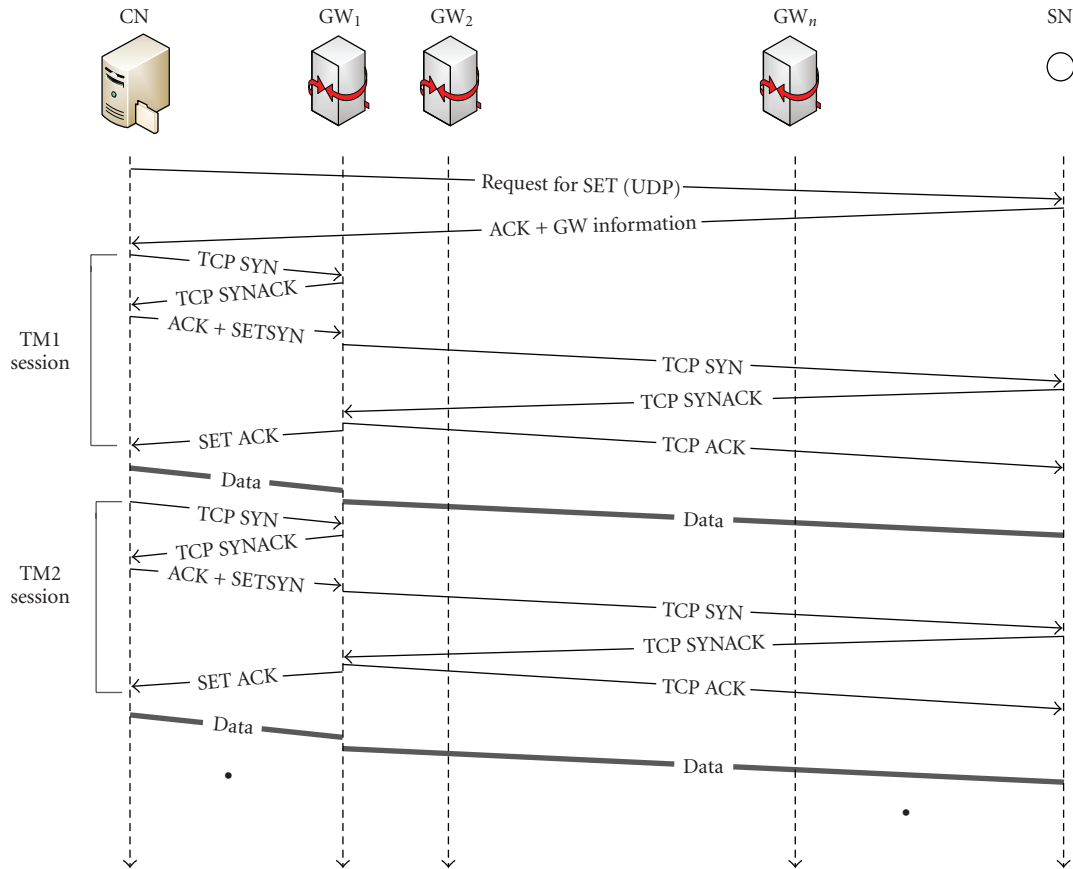 CN
GW1
GW2
GWn
SN
Request for SET (UDP)
ACK + GW information
TCP SYN
TCP SYNACK
ACK + SETSYN
TM1
session
TCP SYN
TCP SYNACK
SET ACK
TCP ACK
Data
Data
TCP SYN
TCP SYNACK
ACK + SETSYN
TM2
session
TCP SYN
TCP SYNACK
SET ACK
TCP ACK
Data
Data